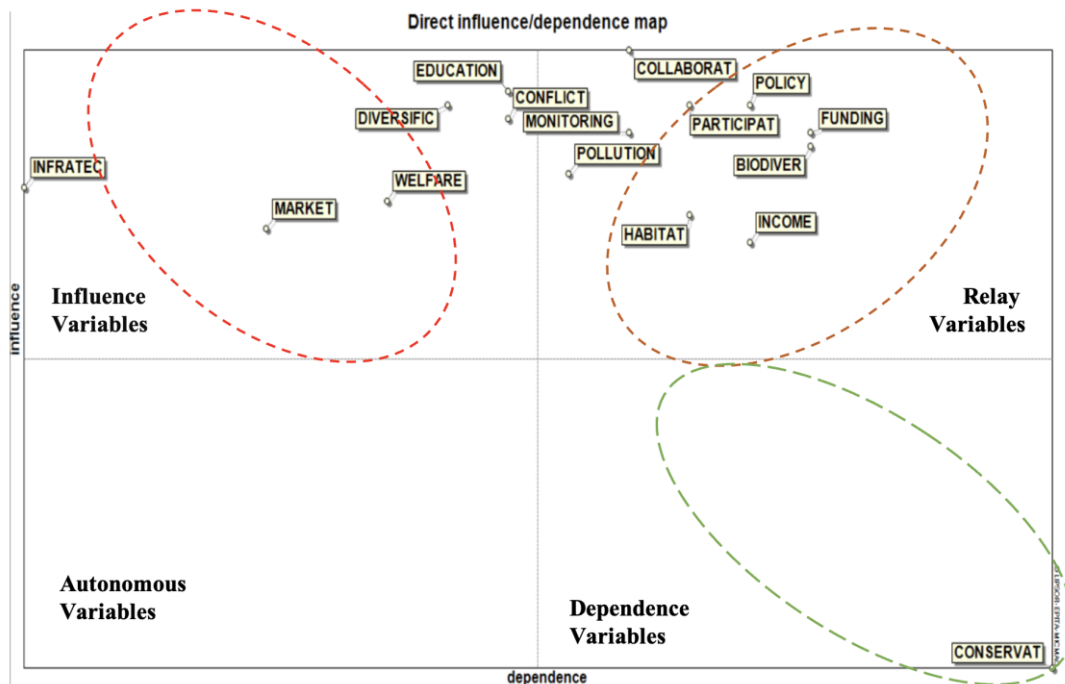 Direct influence/dependence map
COLLABORAT
EDUCATION
POLICY
CONFLICT
DIVERSIFIC
MONITORING
PARTICIPAT
FUNDING
POLLUTION
BIODIVER
INFRATEC
WELFARE
MARKET
HABITAT
INCOME
Influence
Variables
Relay
Variables
influence
Autonomous
Variables
Dependence
Variables
CONSERVAT
dependence